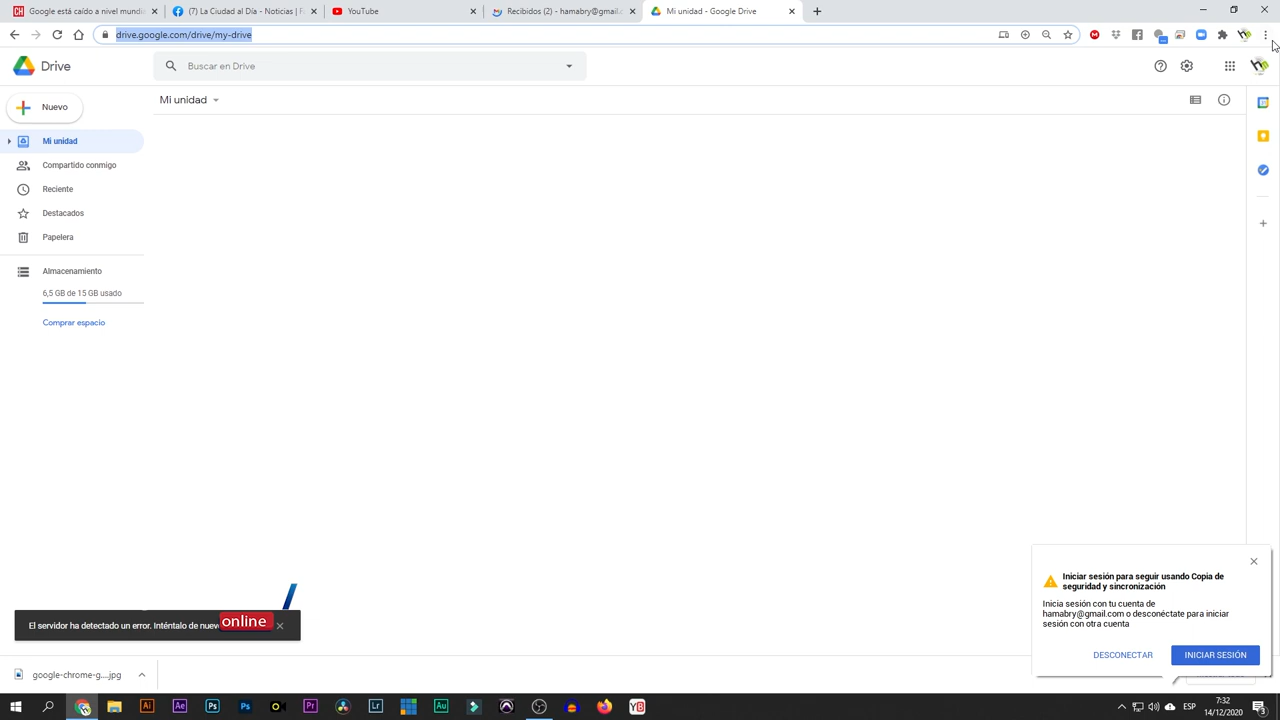 Google está caído a nivel mundi
(7) La Ciudad al Día - Noticias | Fa
YouTube
Recibidos (2) - hamabry@gmail.c
Mi unidad - Google Drive
drive.google.com/drive/my-drive
Drive
Buscar en Drive
Nuevo
Mi unidad
Mi unidad
Compartido conmigo
Reciente
Destacados
Papelera
Almacenamiento
6,5 GB de 15 GB usado
Comprar espacio
Iniciar sesión para seguir usando Copia de
seguridad y sincronización
Inicia sesión con tu cuenta de
hamabry@gmail.com o desconéctate para iniciar
sesión con otra cuenta
DESCONECTAR
INICIAR SESIÓN
El servidor ha detectado un error. Inténtalo de nuevo
online
google-chrome-g....jpg
ESP
7:32
14/12/2020